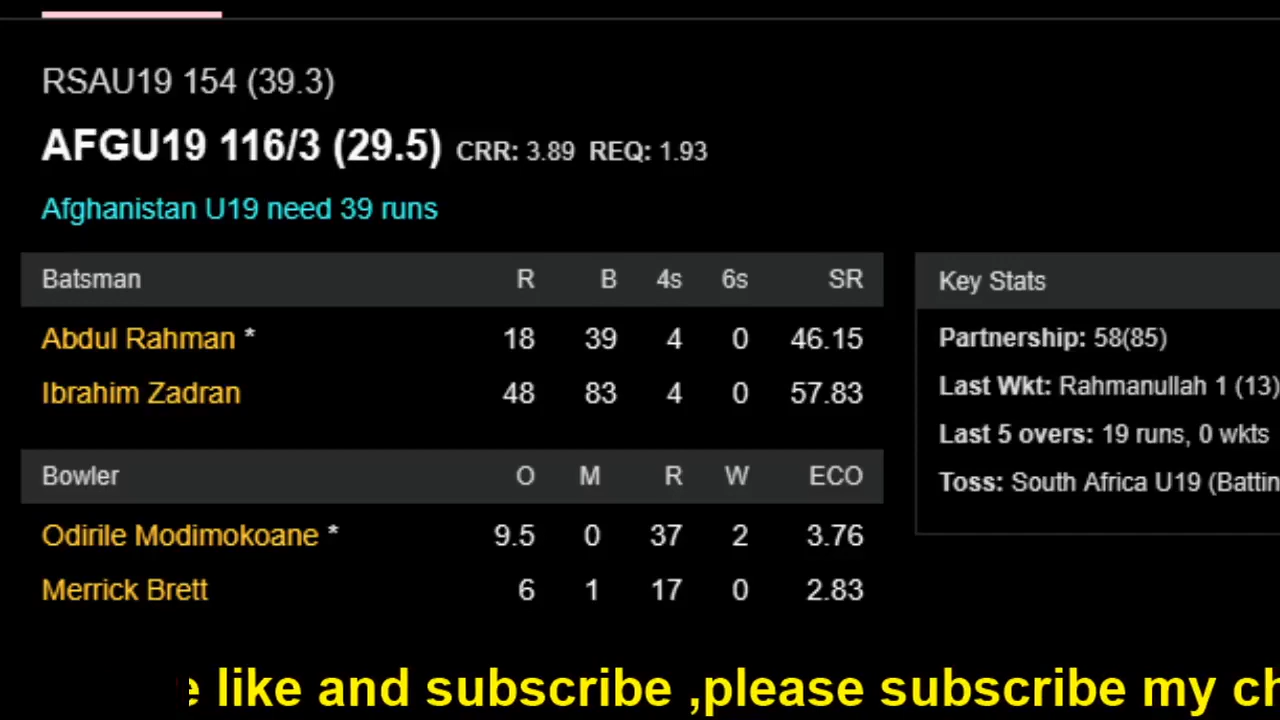 RSAU19 154 (39.3)
AFGU19 116/3 (29.5) CRR: 3.89 REQ: 1.93
Afghanistan U19 need 39 runs
Batsman R B 4s 6s SR
Abdul Rahman * 18 39 4 0 46.15
Ibrahim Zadran 48 83 4 0 57.83
Bowler O M R W ECO
Odirile Modimokoane * 9.5 0 37 2 3.76
Merrick Brett 6 1 17 0 2.83
Key Stats
Partnership: 58(85)
Last Wkt: Rahmanullah 1 (13)
Last 5 overs: 19 runs, 0 wkts
Toss: South Africa U19 (Battin
e like and subscribe ,please subscribe my ch